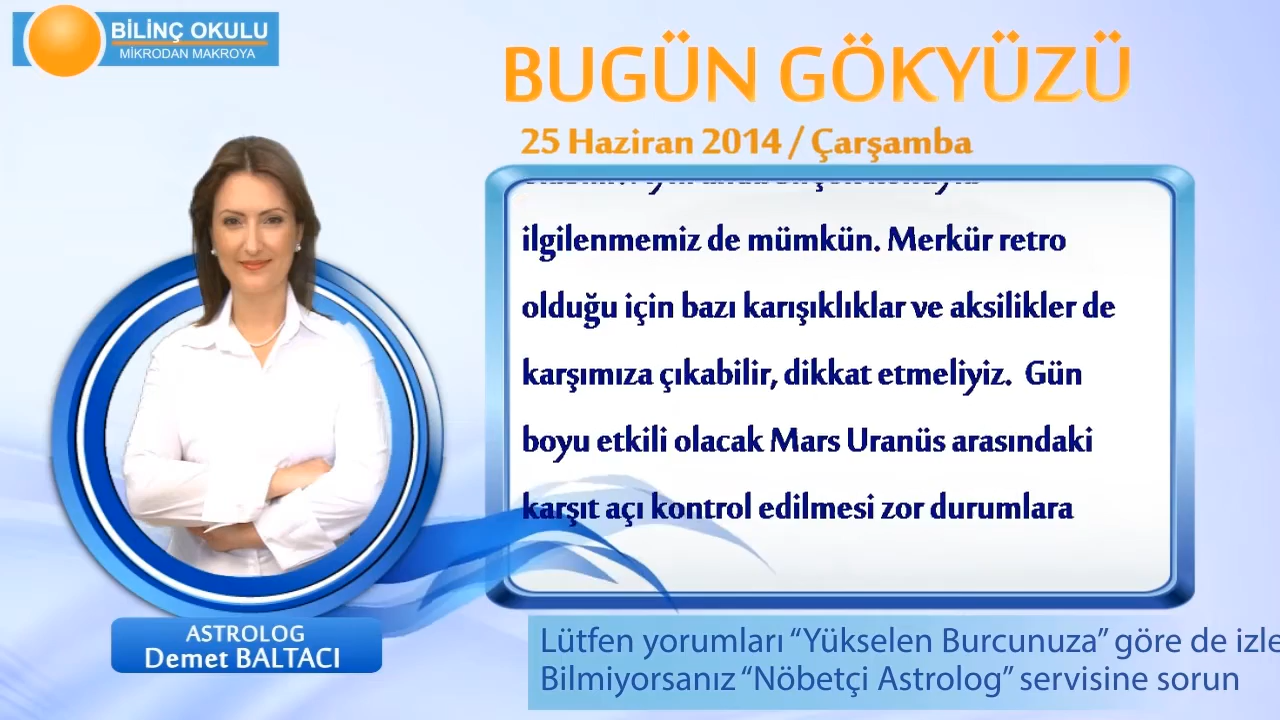 BİLİNÇ OKULU
MİKRODAN MAKROYA
BUGÜN GÖKYÜZÜ
25 Haziran 2014 / Çarşamba
ilgilenmemiz de mümkün. Merkür retro
olduğu için bazı karışıklıklar ve aksilikler de
karşımıza çıkabilir, dikkat etmeliyiz. Gün
boyu etkili olacak Mars Uranüs arasındaki
karşıt açı kontrol edilmesi zor durumlara
ASTROLOG
Demet BALTACI
Lütfen yorumları “Yükselen Burcunuza” göre de izle
Bilmiyorsanız “Nöbetçi Astrolog” servisine sorun